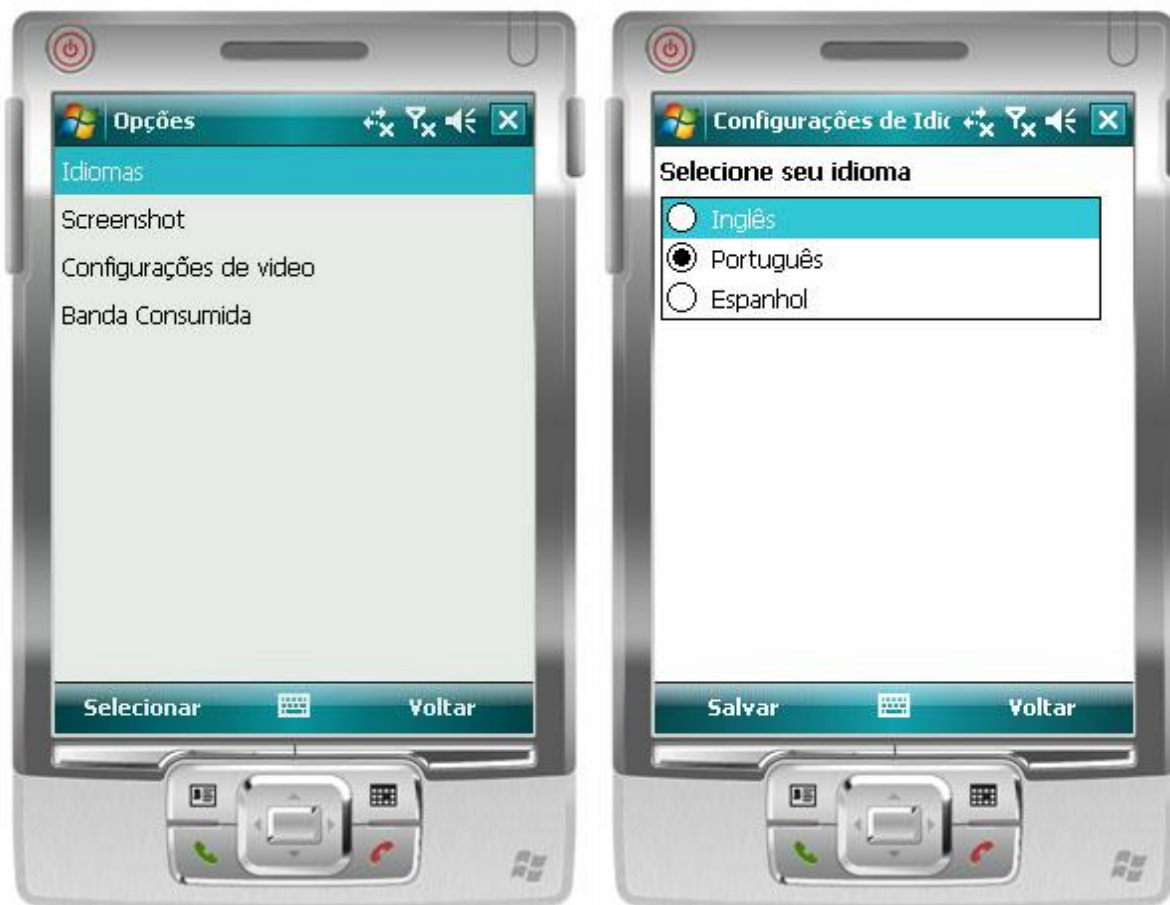 Opções
Idiomas
Screenshot
Configurações de video
Banda Consumida
Selecionar
Voltar
Configurações de Idic
Selecione seu idioma
Inglês
Português
Espanhol
Salvar
Voltar